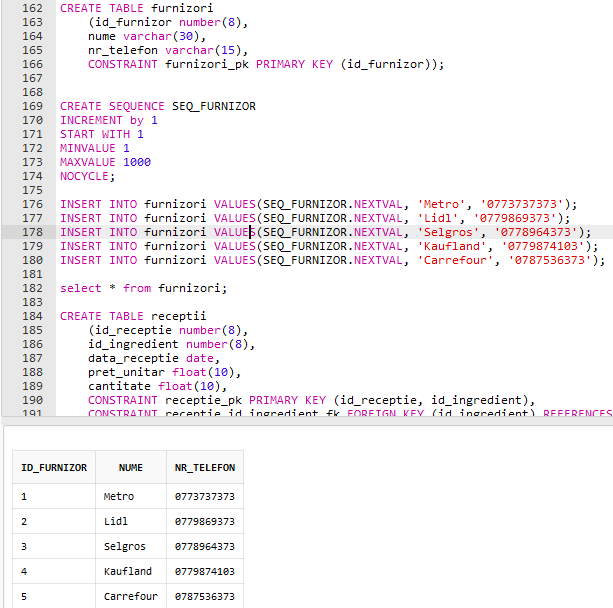 162 CREATE TABLE furnizori
163 (id_furnizor number(8),
164 nume varchar(30),
165 nr_telefon varchar(15),
166 CONSTRAINT furnizori_pk PRIMARY KEY (id_furnizor));
167
168
169 CREATE SEQUENCE SEQ_FURNIZOR
170 INCREMENT by 1
171 START WITH 1
172 MINVALUE 1
173 MAXVALUE 1000
174 NOCYCLE;
175
176 INSERT INTO furnizori VALUES(SEQ_FURNIZOR.NEXTVAL, 'Metro', '0773737373');
177 INSERT INTO furnizori VALUES(SEQ_FURNIZOR.NEXTVAL, 'Lidl', '0779869373');
178 INSERT INTO furnizori VALUES(SEQ_FURNIZOR.NEXTVAL, 'Selgros', '0778964373');
179 INSERT INTO furnizori VALUES(SEQ_FURNIZOR.NEXTVAL, 'Kaufland', '0779874103');
180 INSERT INTO furnizori VALUES(SEQ_FURNIZOR.NEXTVAL, 'Carrefour', '0787536373');
181
182 select * from furnizori;
183
184 CREATE TABLE receptii
185 (id_receptie number(8),
186 id_ingredient number(8),
187 data_receptie date,
188 pret_unitar float(10),
189 cantitate float(10),
190 CONSTRAINT receptie_pk PRIMARY KEY (id_receptie, id_ingredient),
191 CONSTRAINT receptie_id_ingredient_fk FOREIGN KEY (id_ingredient) REFERENCES
ID_FURNIZOR NUME NR_TELEFON
1 Metro 0773737373
2 Lidl 0779869373
3 Selgros 0778964373
4 Kaufland 0779874103
5 Carrefour 0787536373